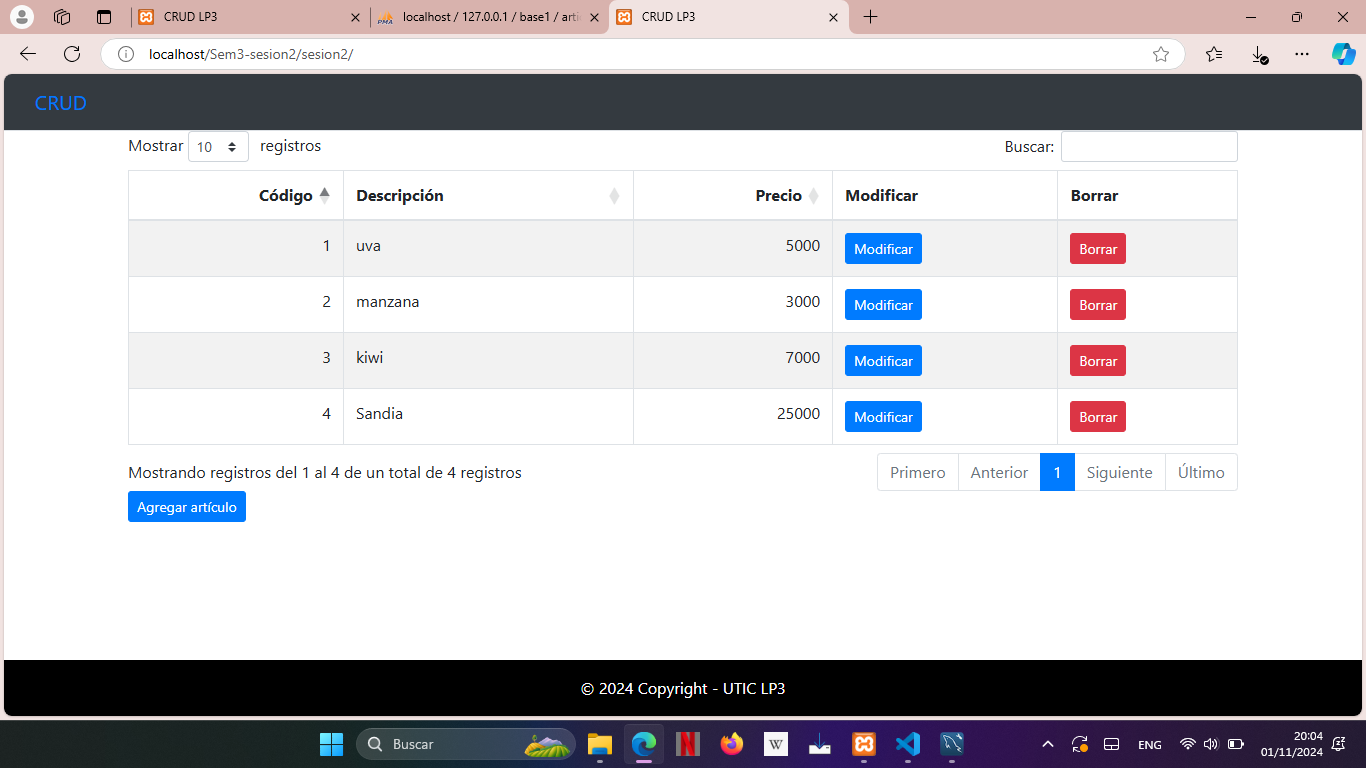 CRUD LP3
localhost / 127.0.0.1 / base1 / arti
CRUD LP3
localhost/Sem3-sesion2/sesion2/
CRUD
Mostrar 10 registros
Buscar:
Código Descripción Precio Modificar Borrar
1 uva 5000 Modificar Borrar
2 manzana 3000 Modificar Borrar
3 kiwi 7000 Modificar Borrar
4 Sandia 25000 Modificar Borrar
Mostrando registros del 1 al 4 de un total de 4 registros
Primero Anterior 1 Siguiente Último
Agregar artículo
© 2024 Copyright - UTIC LP3
Buscar
N
W
ENG
20:04
01/11/2024